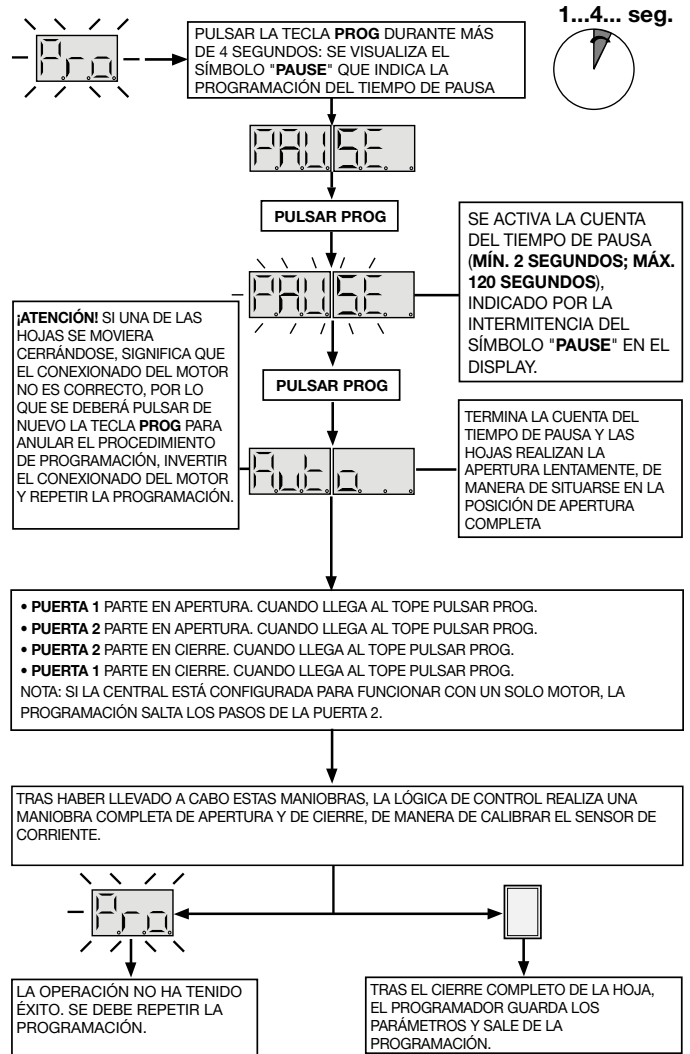 1...4... seg.
Pro
PULSAR LA TECLA PROG DURANTE MÁS
DE 4 SEGUNDOS: SE VISUALIZA EL
SÍMBOLO "PAUSE" QUE INDICA LA
PROGRAMACIÓN DEL TIEMPO DE PAUSA
PAUSE
PULSAR PROG
PAUSE
SE ACTIVA LA CUENTA
DEL TIEMPO DE PAUSA
(MÍN. 2 SEGUNDOS; MÁX.
120 SEGUNDOS),
INDICADO POR LA
INTERMITENCIA DEL
SÍMBOLO "PAUSE" EN EL
DISPLAY.
¡ATENCIÓN! SI UNA DE LAS
HOJAS SE MOVIERA
CERRÁNDOSE, SIGNIFICA QUE
EL CONEXIONADO DEL MOTOR
NO ES CORRECTO, POR LO
QUE SE DEBERÁ PULSAR DE
NUEVO LA TECLA PROG PARA
ANULAR EL PROCEDIMIENTO
DE PROGRAMACIÓN, INVERTIR
EL CONEXIONADO DEL MOTOR
Y REPETIR LA PROGRAMACIÓN.
PULSAR PROG
Auto
TERMINA LA CUENTA DEL
TIEMPO DE PAUSA Y LAS
HOJAS REALIZAN LA
APERTURA LENTAMENTE, DE
MANERA DE SITUARSE EN LA
POSICIÓN DE APERTURA
COMPLETA
• PUERTA 1 PARTE EN APERTURA. CUANDO LLEGA AL TOPE PULSAR PROG.
• PUERTA 2 PARTE EN APERTURA. CUANDO LLEGA AL TOPE PULSAR PROG.
• PUERTA 2 PARTE EN CIERRE. CUANDO LLEGA AL TOPE PULSAR PROG.
• PUERTA 1 PARTE EN CIERRE. CUANDO LLEGA AL TOPE PULSAR PROG.
NOTA: SI LA CENTRAL ESTÁ CONFIGURADA PARA FUNCIONAR CON UN SOLO MOTOR, LA
PROGRAMACIÓN SALTA LOS PASOS DE LA PUERTA 2.
TRAS HABER LLEVADO A CABO ESTAS MANIOBRAS, LA LÓGICA DE CONTROL REALIZA UNA
MANIOBRA COMPLETA DE APERTURA Y DE CIERRE, DE MANERA DE CALIBRAR EL SENSOR DE
CORRIENTE.
Pro
LA OPERACIÓN NO HA TENIDO
ÉXITO. SE DEBE REPETIR LA
PROGRAMACIÓN.
TRAS EL CIERRE COMPLETO DE LA HOJA,
EL PROGRAMADOR GUARDA LOS
PARÁMETROS Y SALE DE LA
PROGRAMACIÓN.